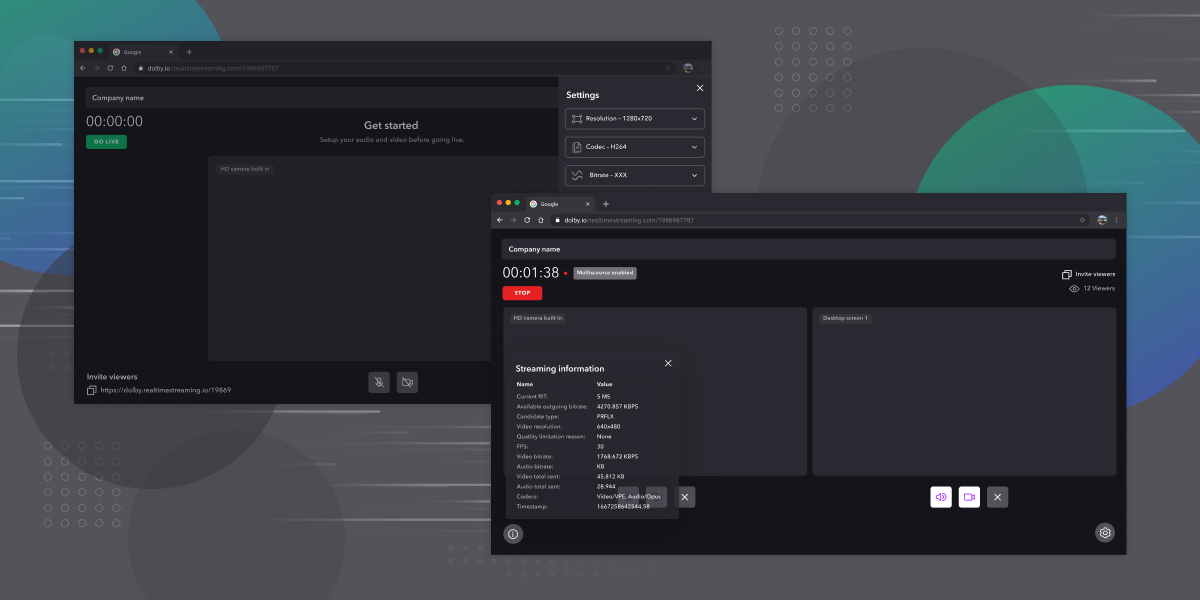 Google
dolby.io/realtimestreaming.com/1986987787
Company name
00:00:00
GO LIVE
Get started
Setup your audio and video before going live.
HD camera built in
Settings
Resolution - 1280x720
Codec - H264
Bitrate - XXX
Invite viewers
https://dolby.realtimestreaming.io/19869
Google
dolby.io/realtimestreaming.com/1986987787
Company name
00:01:38
Multiscource enabled
STOP
Invite viewers
12 Viewers
HD camera built in
Desktop screen 1
Streaming information
Name Value
Current RIT: 5 MS
Available outgoing bitrate: 4270.857 KBPS
Candidate type: PRFLX
Video resolution: 640x480
Quatlity limitation reason: None
FPS: 30
Video bitrate: 1768.672 KBPS
Audio bitrate: KB
Video total sent: 45.812 KB
Audio total sent: 28.944
Codecs: Video/VPE, Audio/Opus
Timestamp: 1667258642544.58